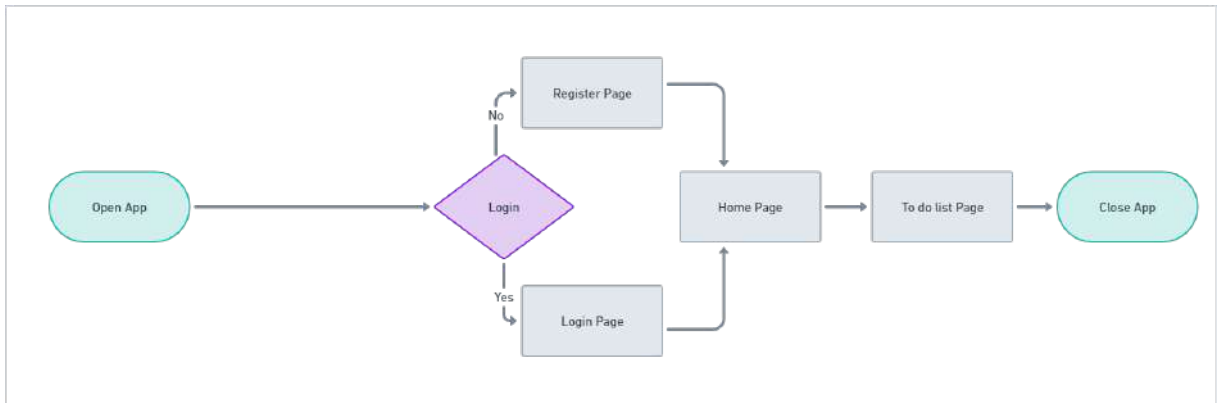 Register Page
No
Open App
Login
Home Page
To do list Page
Close App
Yes
Login Page